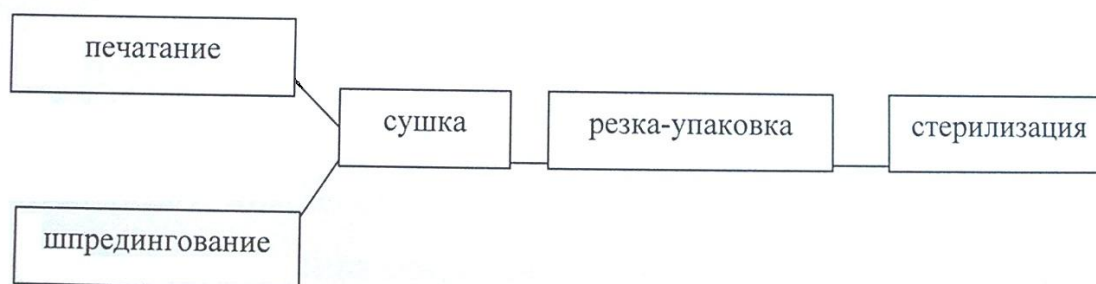 печатание
сушка
резка-упаковка
стерилизация
шпредингование